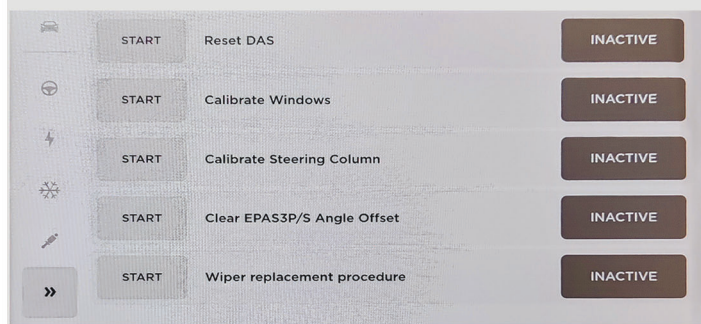 START Reset DAS INACTIVE
START Calibrate Windows INACTIVE
START Calibrate Steering Column INACTIVE
START Clear EPAS3P/S Angle Offset INACTIVE
START Wiper replacement procedure INACTIVE
»